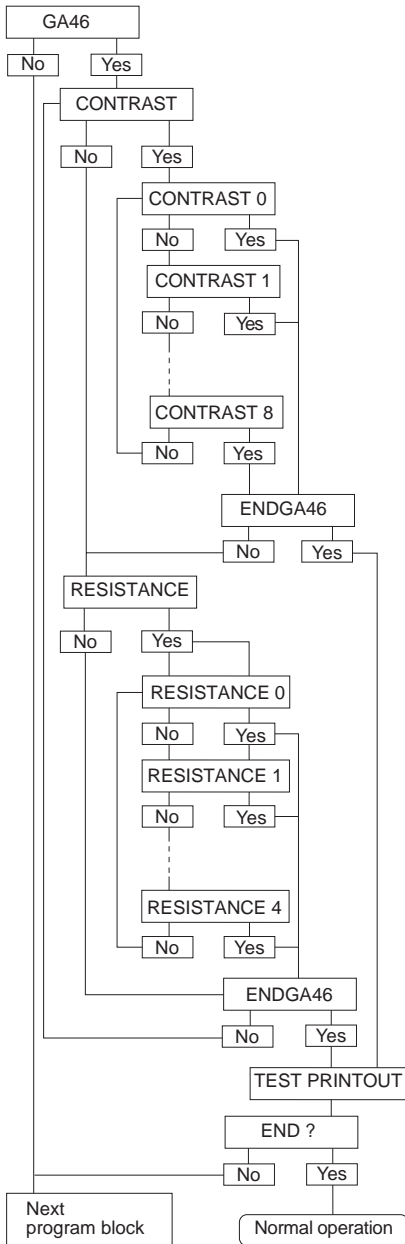 GA46
No Yes
CONTRAST
No Yes
CONTRAST 0
No Yes
CONTRAST 1
No Yes
CONTRAST 8
No Yes
ENDGA46
No Yes
RESISTANCE
No Yes
RESISTANCE 0
No Yes
RESISTANCE 1
No Yes
RESISTANCE 4
No Yes
ENDGA46
No Yes
TEST PRINTOUT
END ?
No Yes
Next
program block
Normal operation